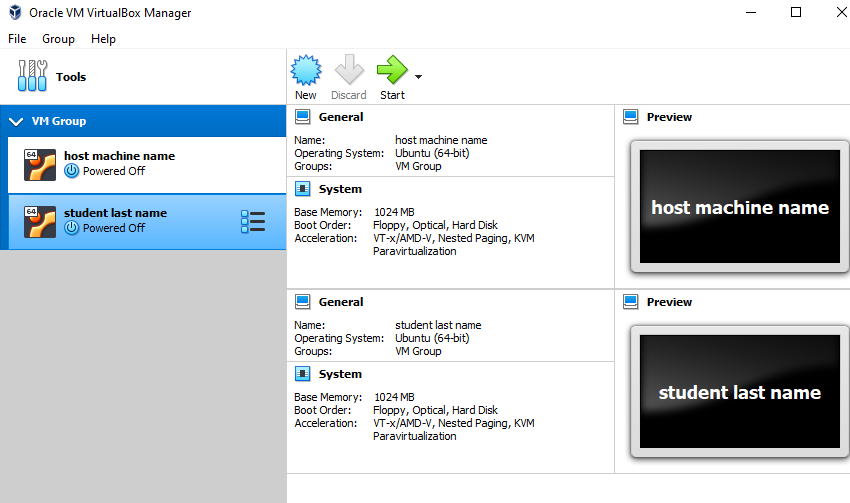 Oracle VM VirtualBox Manager
File Group Help
Tools
New Discard Start
VM Group
64
host machine name
Powered Off
64
student last name
Powered Off
General
Name: host machine name
Operating System: Ubuntu (64-bit)
Groups: VM Group
System
Base Memory: 1024 MB
Boot Order: Floppy, Optical, Hard Disk
Acceleration: VT-x/AMD-V, Nested Paging, KVM
Paravirtualization
Preview
host machine name
General
Name: student last name
Operating System: Ubuntu (64-bit)
Groups: VM Group
System
Base Memory: 1024 MB
Boot Order: Floppy, Optical, Hard Disk
Acceleration: VT-x/AMD-V, Nested Paging, KVM
Paravirtualization
Preview
student last name